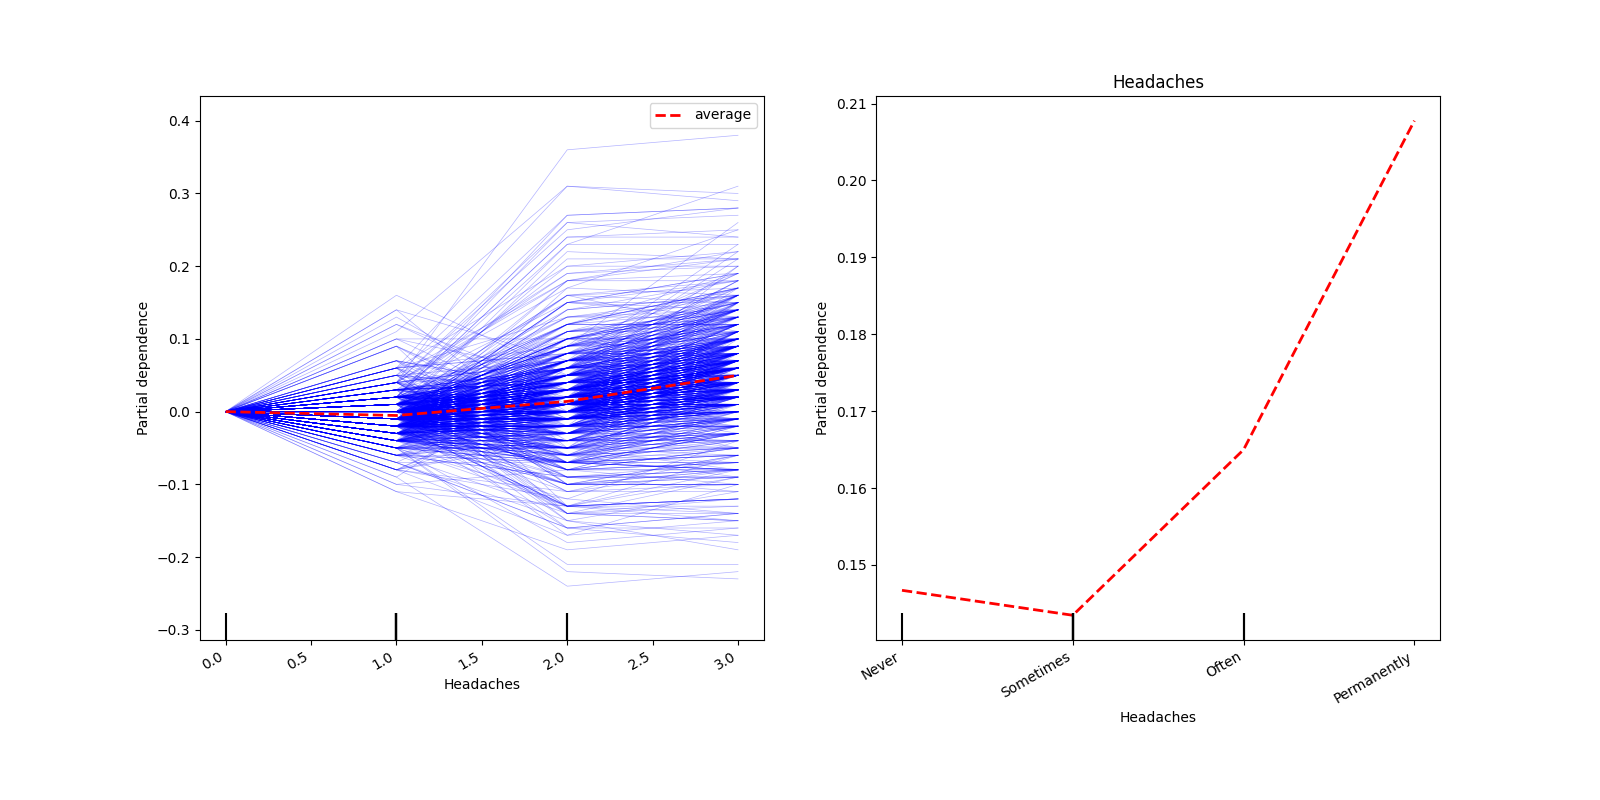 average
0.4
0.3
0.2
0.1
0.0
−0.1
−0.2
−0.3
Partial dependence
0.0
0.5
1.0
1.5
2.0
2.5
3.0
Headaches
Headaches
0.21
0.20
0.19
0.18
0.17
0.16
0.15
Partial dependence
Never
Sometimes
Often
Permanently
Headaches